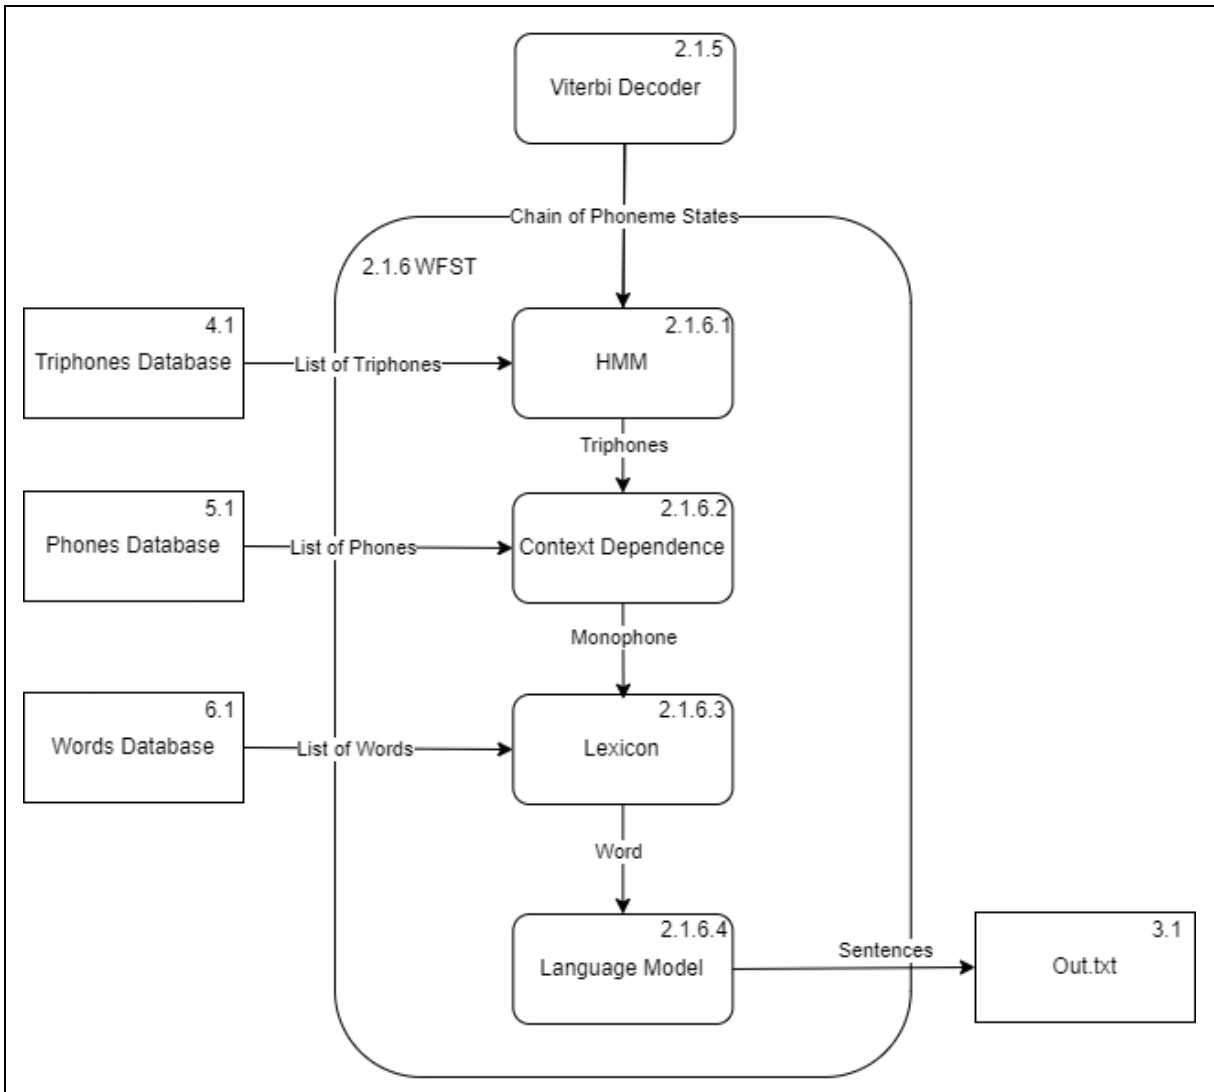 2.1.5
Viterbi Decoder
Chain of Phoneme States
2.1.6 WFST
4.1
Triphones Database
List of Triphones
2.1.6.1
HMM
Triphones
5.1
Phones Database
List of Phones
2.1.6.2
Context Dependence
Monophone
6.1
Words Database
List of Words
2.1.6.3
Lexicon
Word
2.1.6.4
Language Model
Sentences
3.1
Out.txt